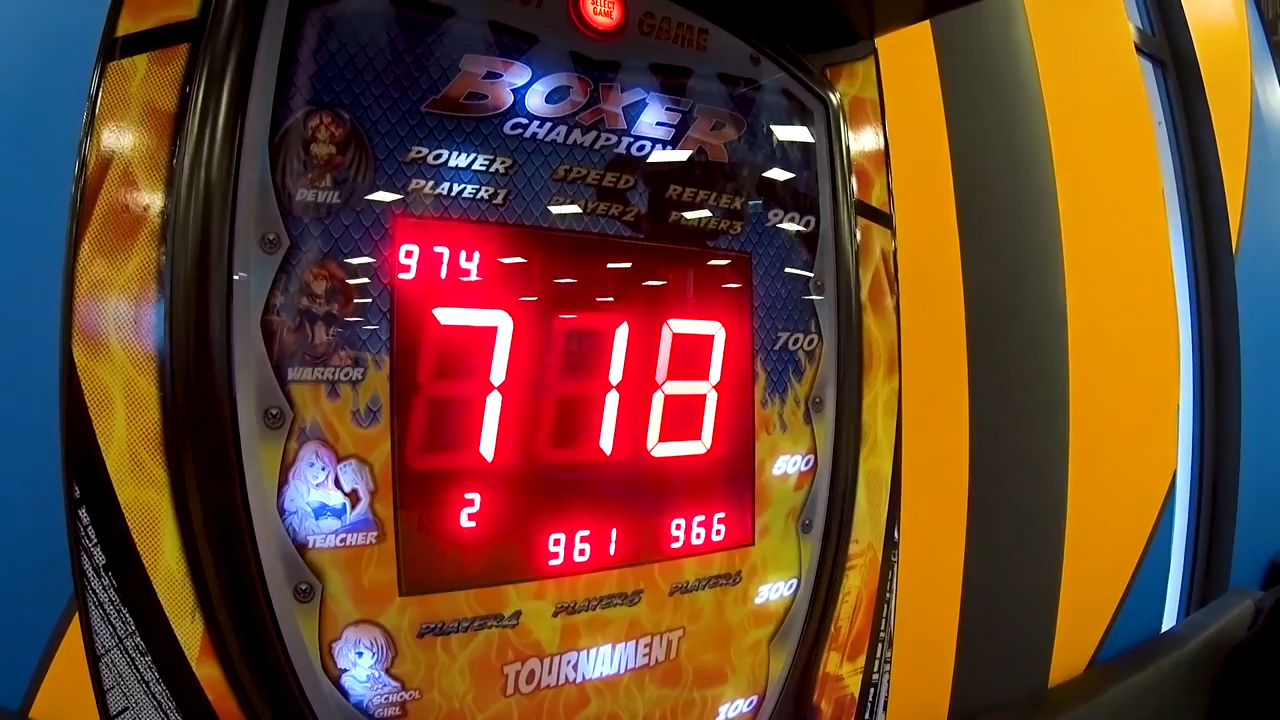 SELECT
GAME
GAME
BOXER
CHAMPION
POWER
SPEED
REFLEX
PLAYER1
PLAYER2
PLAYER3
DEVIL
900
974
718
700
WARRIOR
500
2
961
966
TEACHER
300
PLAYER4
PLAYER5
PLAYER6
TOURNAMENT
SCHOOL
GIRL
100